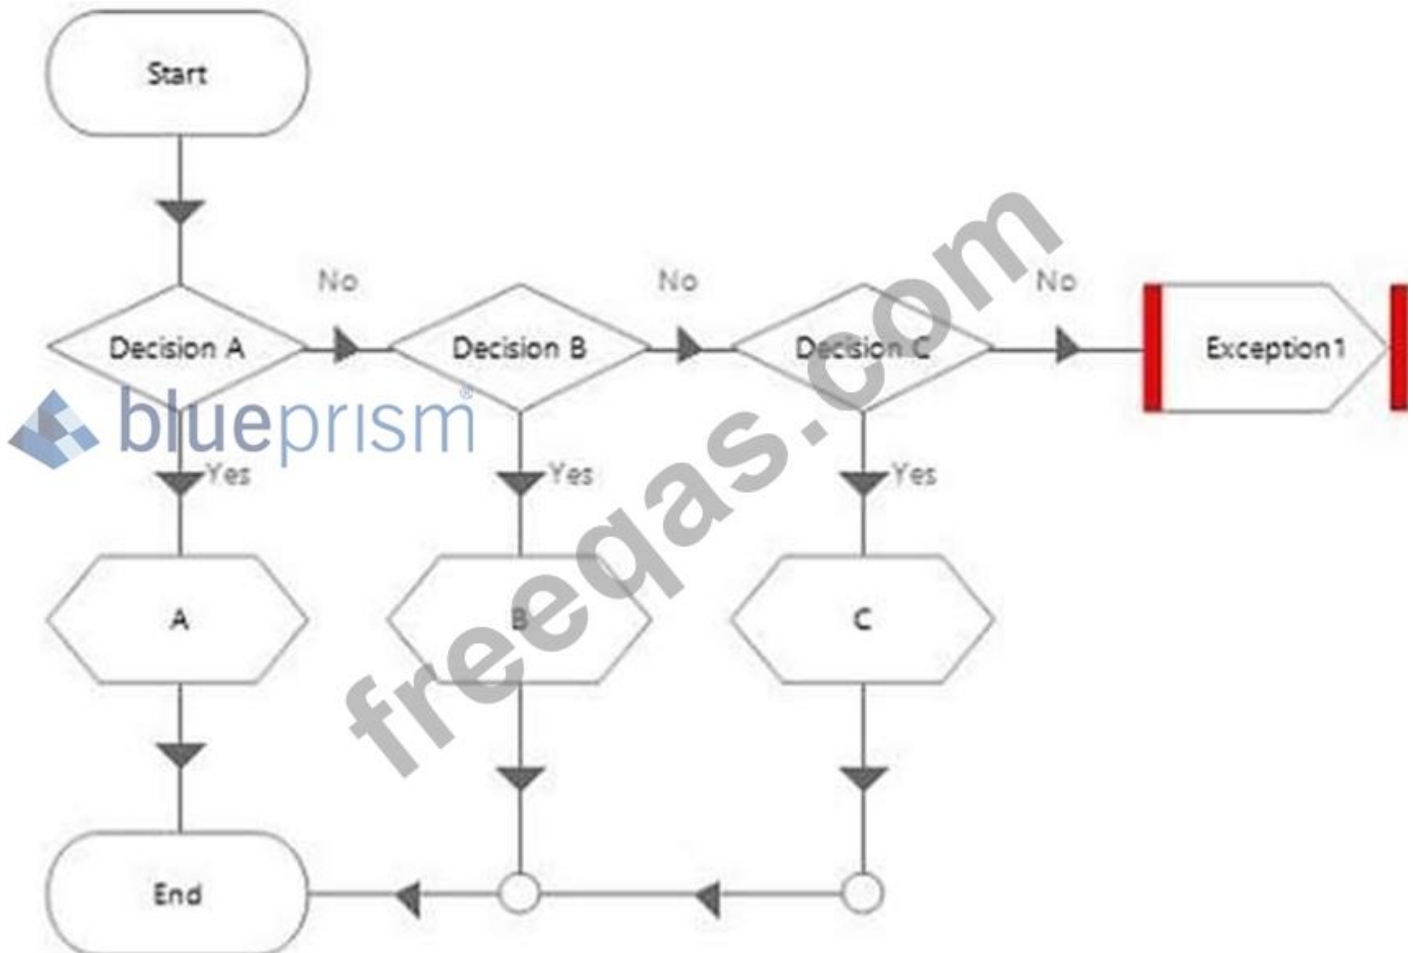 Start
No
No
No
Decision A
Decision B
Decision C
Exception1
blueprism®
Yes
Yes
Yes
A
B
C
End
freeqas.com